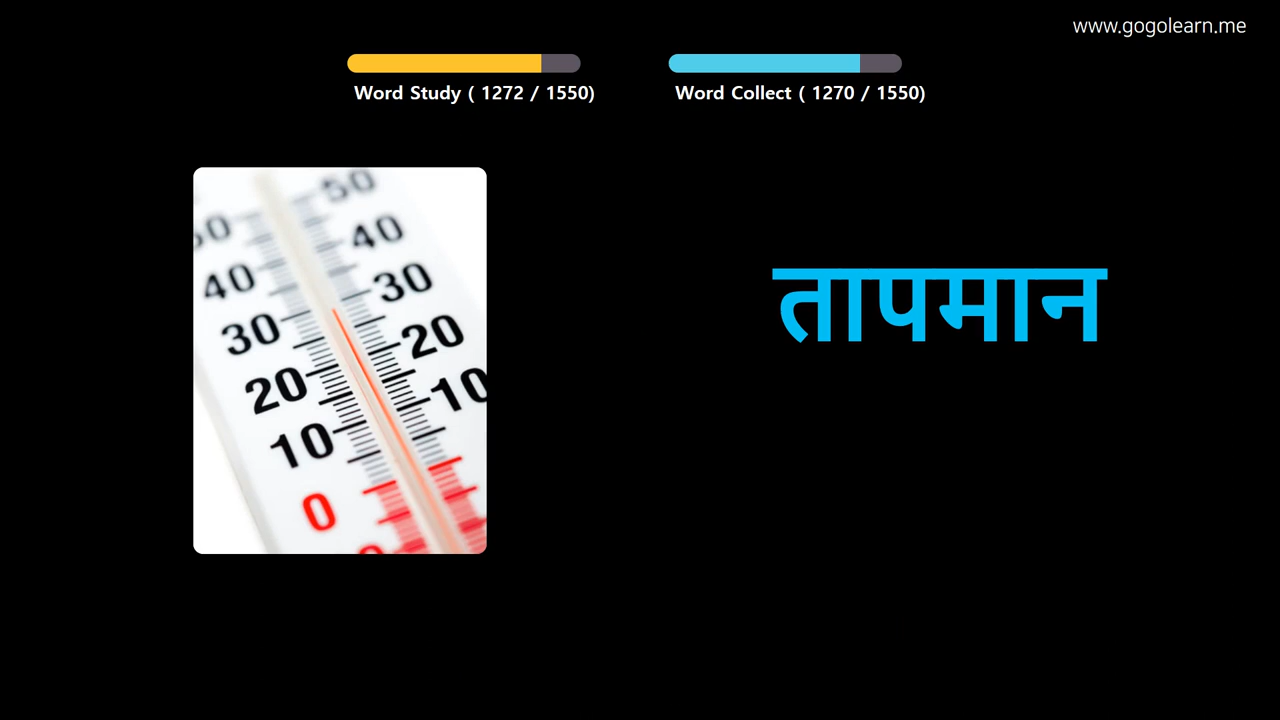 www.gogolearn.me
Word Study ( 1272 / 1550)
Word Collect ( 1270 / 1550)
तापमान
50
50
40
40
30
30
20
20
10
10
0